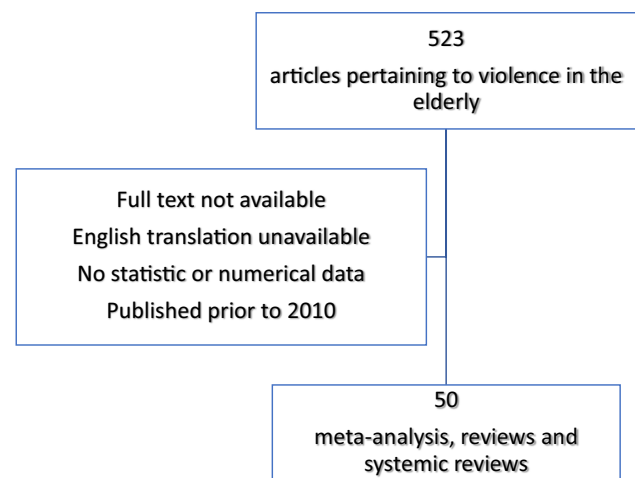 523
articles pertaining to violence in the
elderly
Full text not available
English translation unavailable
No statistic or numerical data
Published prior to 2010
50
meta-analysis, reviews and
systemic reviews